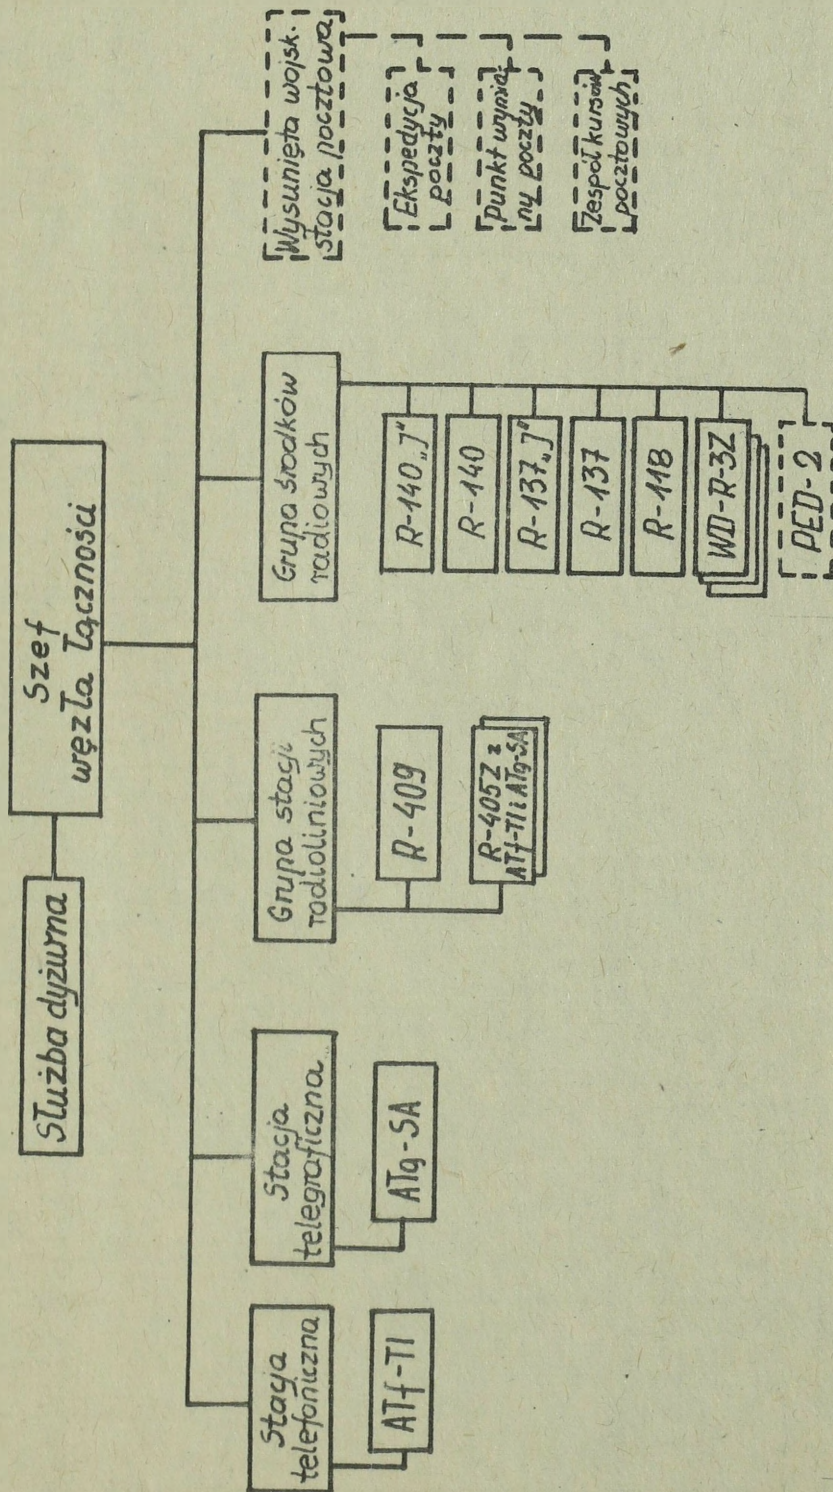 Szef
węzła łączności
Służba dyżurna
Stacja
telefoniczna
ATf-TI
Stacja
telegraficzna
ATg-SA
Grupa stacji
radioliniowych
R-409
R-405Z z
ATf-TI i ATg-SA
Grupa środków
radiowych
R-140„J"
R-140
R-137„J"
R-137
R-118
WD-R-3Z
PED-2
Wysunięta wojsk.
stacja pocztowa
Ekspedycja
poczty
Punkt wymia-
ny poczty
Zespół kursów
pocztowych